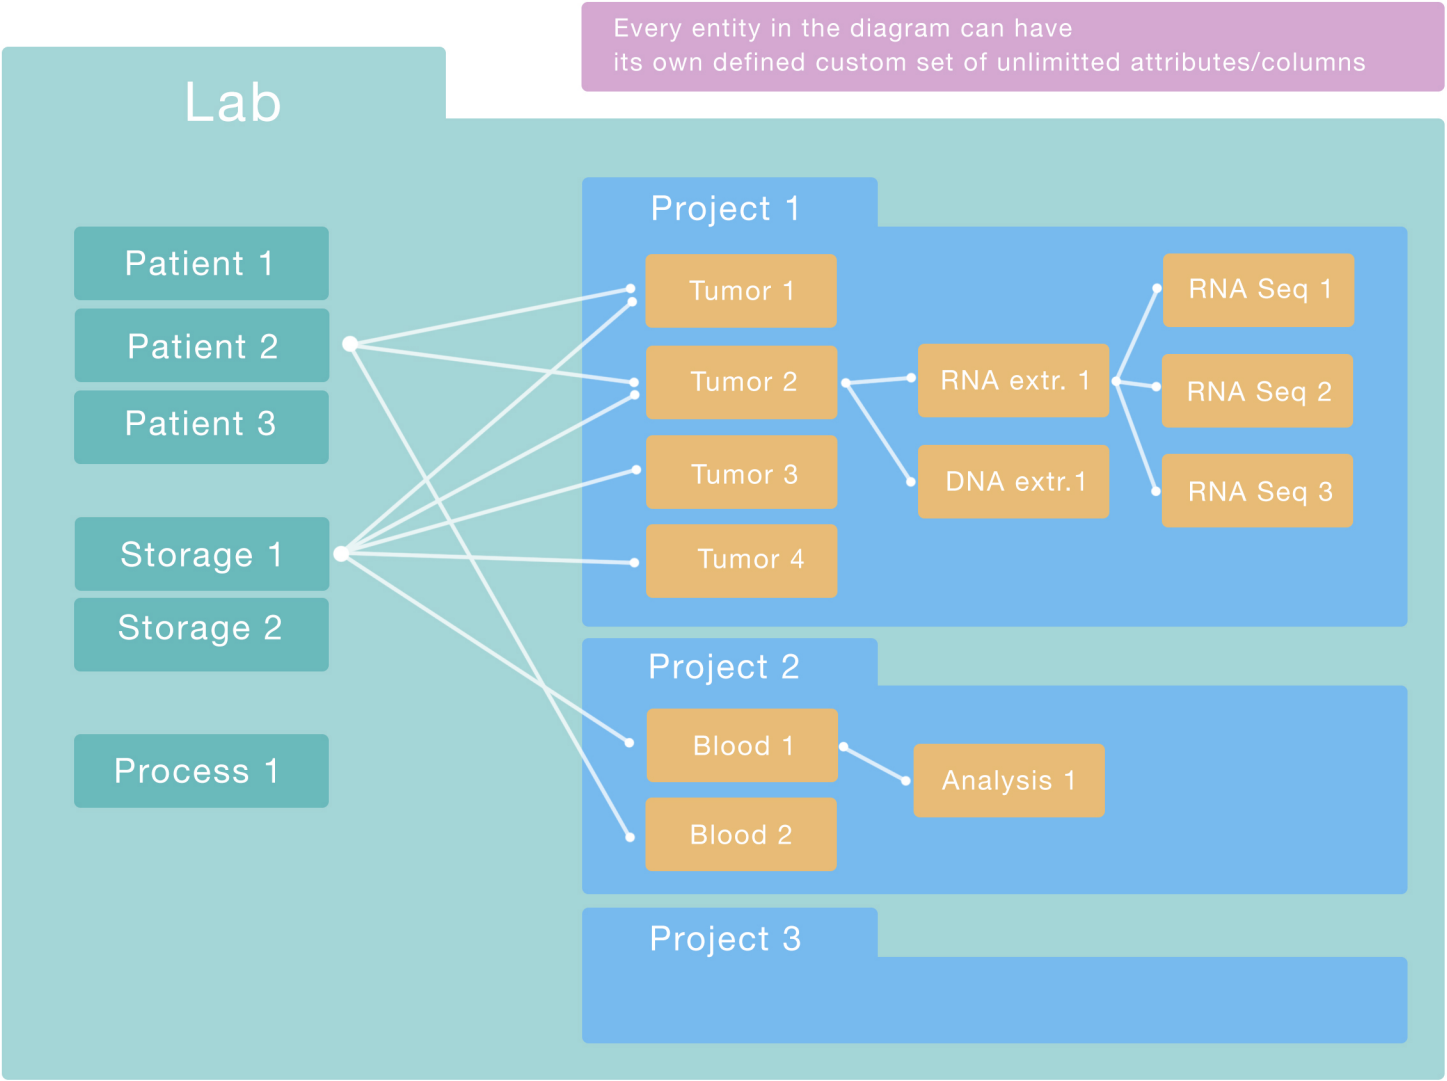 Every entity in the diagram can have
its own defined custom set of unlimitted attributes/columns
Lab
Patient 1
Patient 2
Patient 3
Storage 1
Storage 2
Process 1
Project 1
Tumor 1
Tumor 2
Tumor 3
Tumor 4
RNA extr. 1
DNA extr.1
RNA Seq 1
RNA Seq 2
RNA Seq 3
Project 2
Blood 1
Blood 2
Analysis 1
Project 3